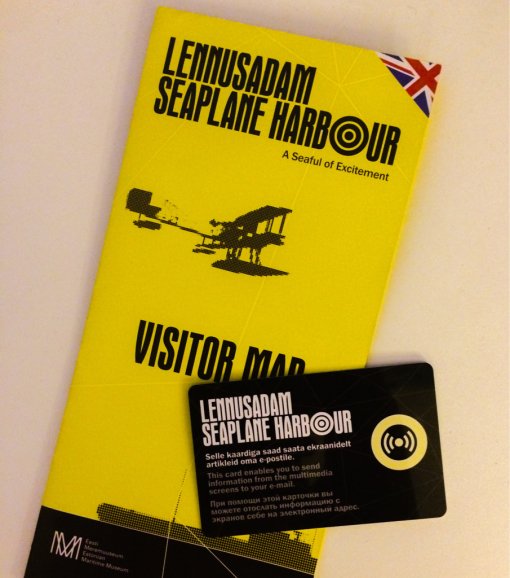 LENNUSADAM
SEAPLANE HARBOUR
A Seaful of Excitement
VISITOR MAP
LENNUSADAM
SEAPLANE HARBOUR
Selle kaardiga saad saata ekraanidelt
artikleid oma e-postile.
This card enables you to send
information from the multimedia
screens to your e-mail.
При помощи этой карточки вы
можете отослать информацию с
экранов себе на электронный адрес.
Eesti
Meremuuseum
Estonian
Maritime Museum